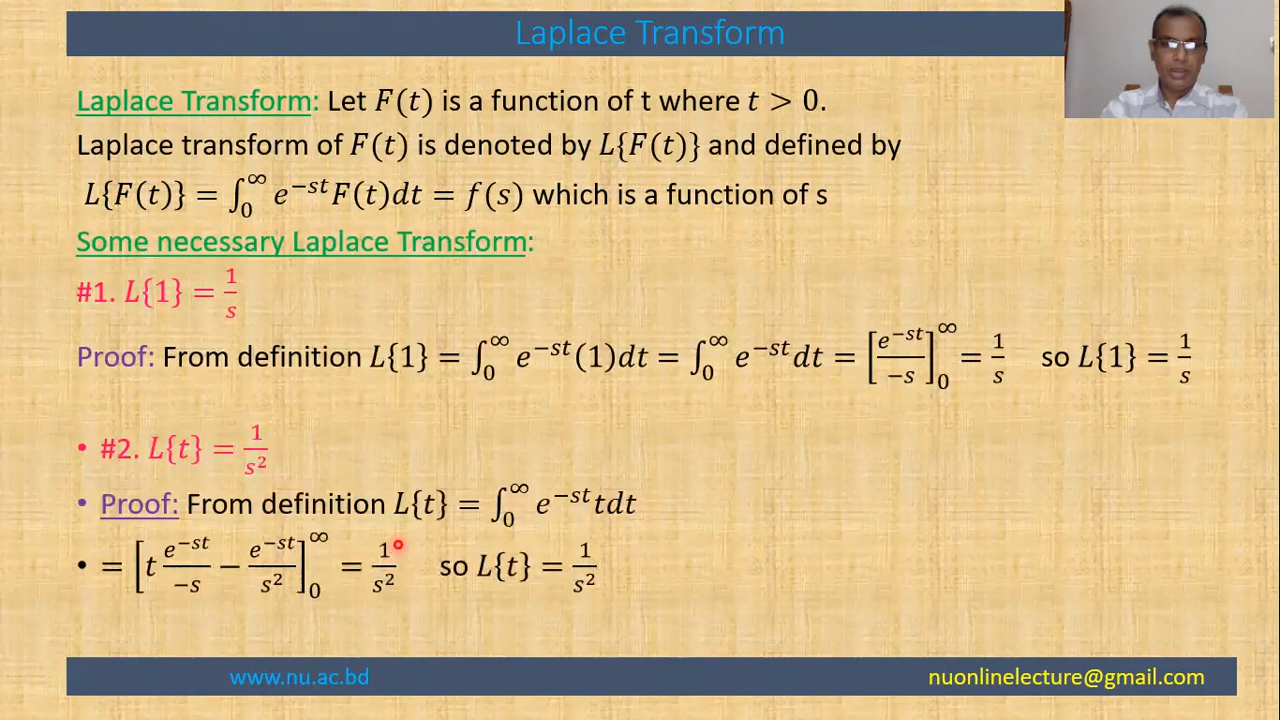 Laplace Transform
Laplace Transform: Let F(t) is a function of t where t > 0.
Laplace transform of F(t) is denoted by L{F(t)} and defined by
L{F(t)} = ∫₀^∞ e^{−st}F(t)dt = f(s) which is a function of s
Some necessary Laplace Transform:
#1. L{1} = 1/s
Proof: From definition L{1} = ∫₀^∞ e^{−st}(1)dt = ∫₀^∞ e^{−st}dt = [e^{−st}/−s]₀^∞ = 1/s so L{1} = 1/s
• #2. L{t} = 1/s²
• Proof: From definition L{t} = ∫₀^∞ e^{−st}tdt
• = [t e^{−st}/−s − e^{−st}/s²]₀^∞ = 1/s² so L{t} = 1/s²
www.nu.ac.bd nuonlinelecture@gmail.com